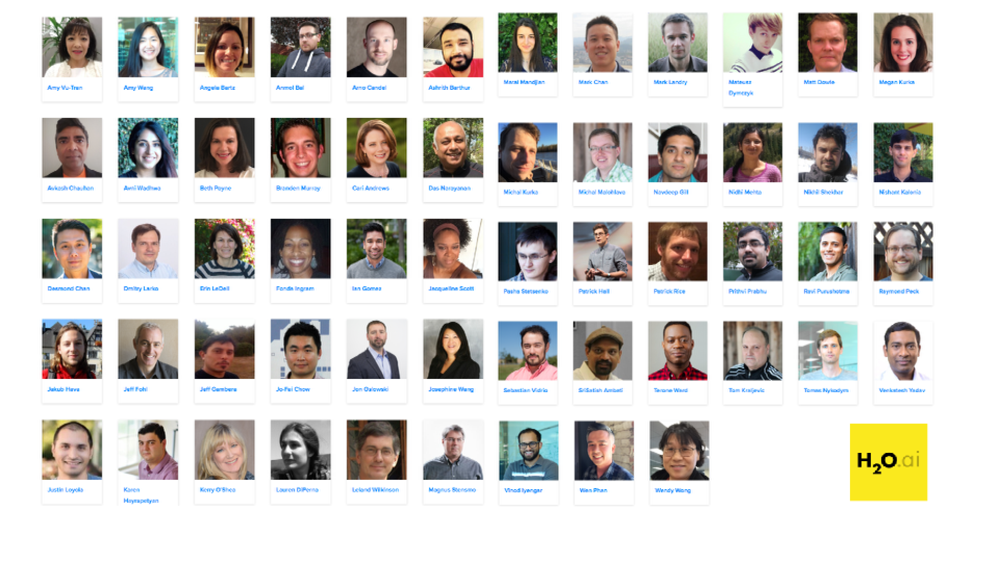 Amy Vu-Tran
Amy Wang
Angela Bartz
Anmol Bal
Arno Candel
Ashrith Barthur
Maral Mandjian
Mark Chan
Mark Landry
Mateusz
Dymczyk
Matt Dowle
Megan Kurka
Avkash Chauhan
Avni Wadhwa
Beth Payne
Branden Murray
Cari Andrews
Das Narayanan
Michal Kurka
Michal Malohlava
Navdeep Gill
Nidhi Mehta
Nikhil Shekhar
Nishant Kalonia
Desmond Chan
Dmitry Larko
Erin LeDell
Fonda Ingram
Ian Gomez
Jacqueline Scott
Pasha Stetsenko
Patrick Hall
Patrick Rice
Prithvi Prabhu
Ravi Purushotma
Raymond Peck
Jakub Hava
Jeff Fohl
Jeff Gambera
Jo-Fai Chow
Jon Oslowski
Josephine Wang
Sebastian Vidrio
SriSatish Ambati
Terone Ward
Tom Kraljevic
Tomas Nykodym
Venkatesh Yadav
Justin Loyola
Karen
Hayrapetyan
Kerry O'Shea
Lauren DiPerna
Leland Wilkinson
Magnus Stensmo
Vinod Iyengar
Wen Phan
Wendy Wong
H2O.ai